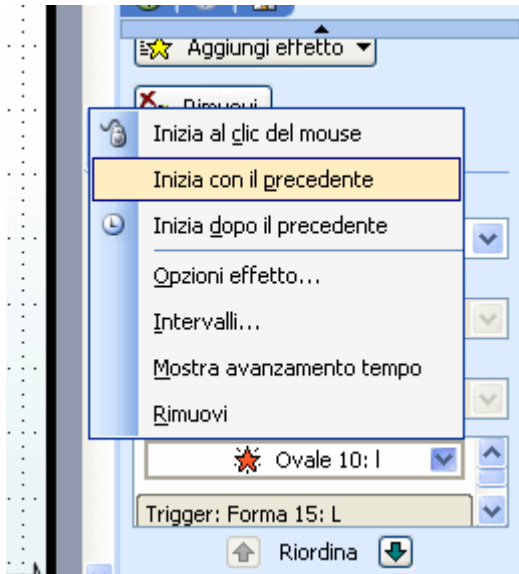 Aggiungi effetto
Rimuovi
Inizia al clic del mouse
Inizia con il precedente
Inizia dopo il precedente
Opzioni effetto...
Intervalli...
Mostra avanzamento tempo
Rimuovi
Ovale 10: l
Trigger: Forma 15: L
Riordina